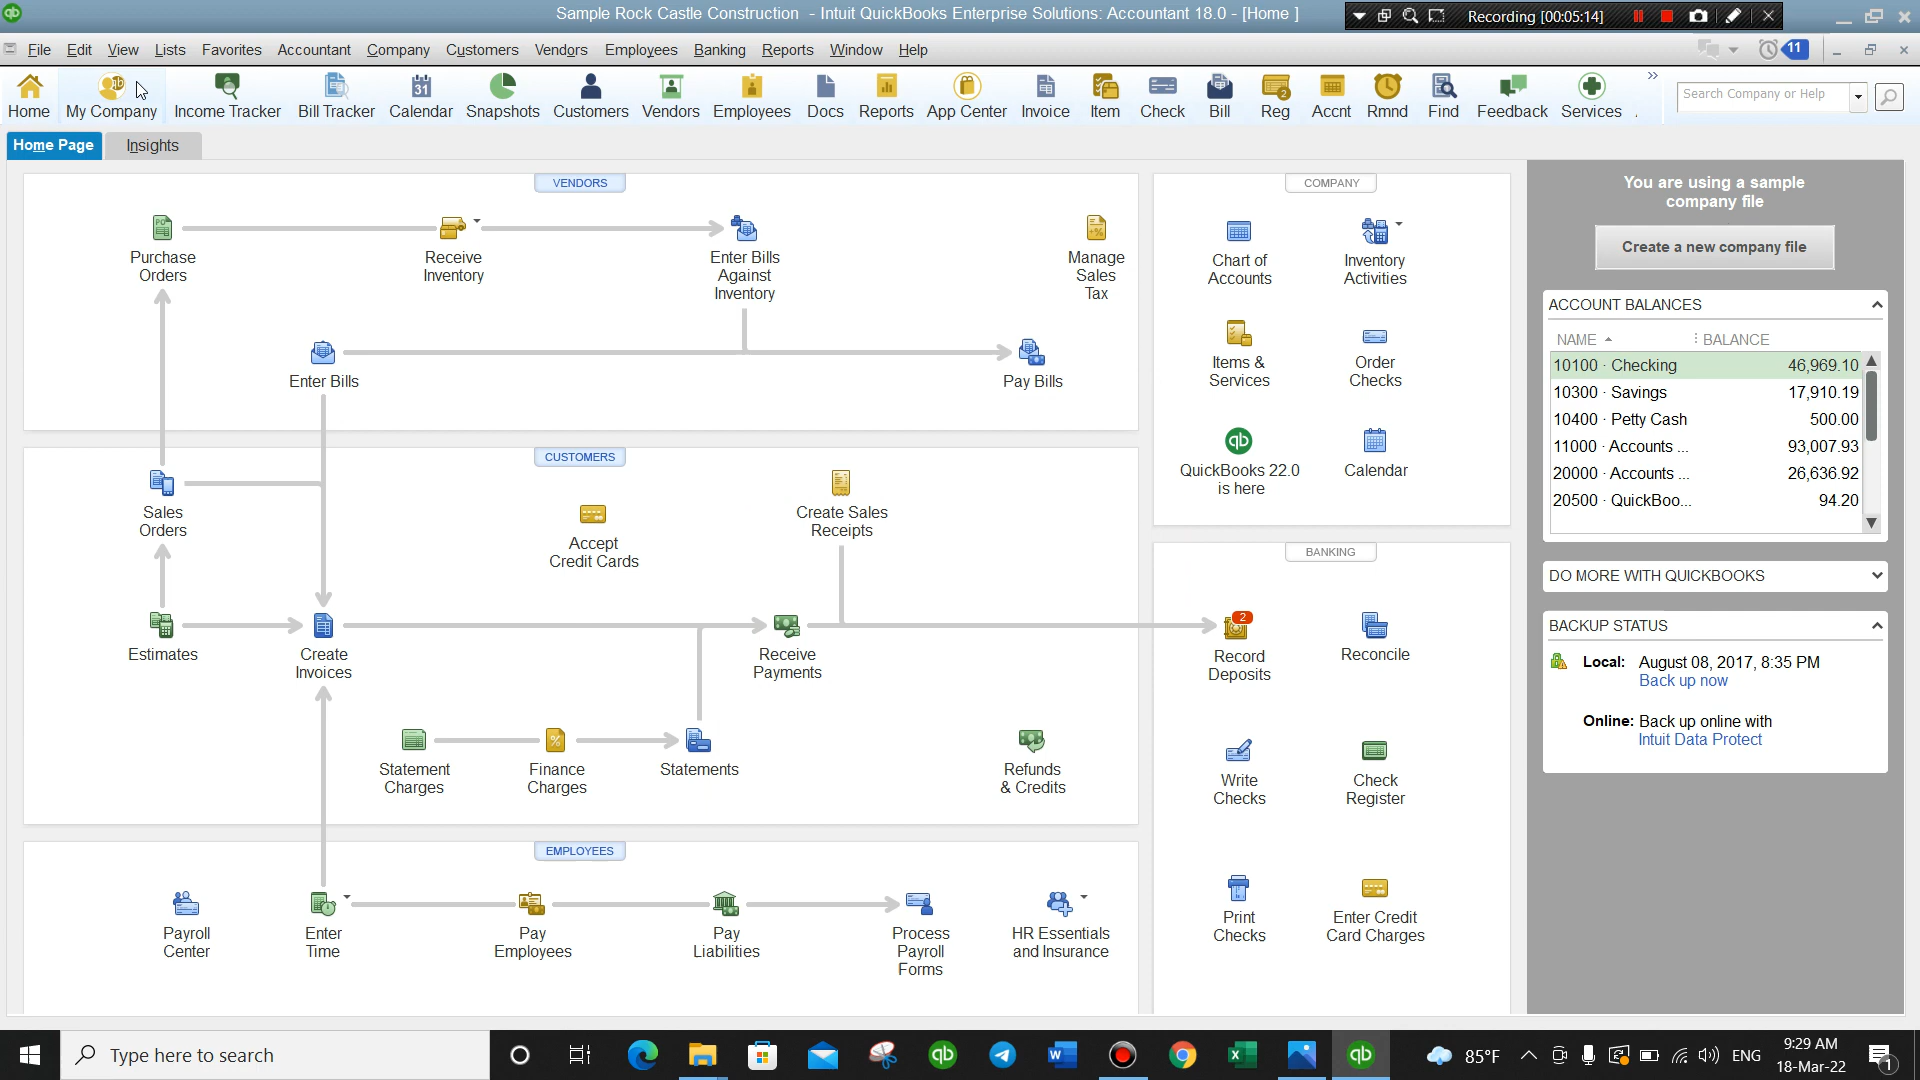 Sample Rock Castle Construction - Intuit QuickBooks Enterprise Solutions: Accountant 18.0 - [Home ]
Recording [00:05:14]
File Edit View Lists Favorites Accountant Company Customers Vendors Employees Banking Reports Window Help
11
Home My Company Income Tracker Bill Tracker Calendar Snapshots Customers Vendors Employees Docs Reports App Center Invoice Item Check Bill Reg Accnt Rmnd Find Feedback Services
Search Company or Help
Home Page Insights
VENDORS
Purchase
Orders
Receive
Inventory
Enter Bills
Against
Inventory
Manage
Sales
Tax
Enter Bills
Pay Bills
CUSTOMERS
Sales
Orders
Accept
Credit Cards
Create Sales
Receipts
Estimates
Create
Invoices
Receive
Payments
Statement
Charges
Finance
Charges
Statements
Refunds
& Credits
EMPLOYEES
Payroll
Center
Enter
Time
Pay
Employees
Pay
Liabilities
Process
Payroll
Forms
HR Essentials
and Insurance
COMPANY
Chart of
Accounts
Inventory
Activities
Items &
Services
Order
Checks
QuickBooks 22.0
is here
Calendar
BANKING
2
Record
Deposits
Reconcile
Write
Checks
Check
Register
Print
Checks
Enter Credit
Card Charges
You are using a sample
company file
Create a new company file
ACCOUNT BALANCES
NAME BALANCE
10100 · Checking 46,969.10
10300 · Savings 17,910.19
10400 · Petty Cash 500.00
11000 · Accounts ... 93,007.93
20000 · Accounts ... 26,636.92
20500 · QuickBoo... 94.20
DO MORE WITH QUICKBOOKS
BACKUP STATUS
Local: August 08, 2017, 8:35 PM
Back up now
Online: Back up online with
Intuit Data Protect
Type here to search
85°F
ENG
9:29 AM
18-Mar-22
1